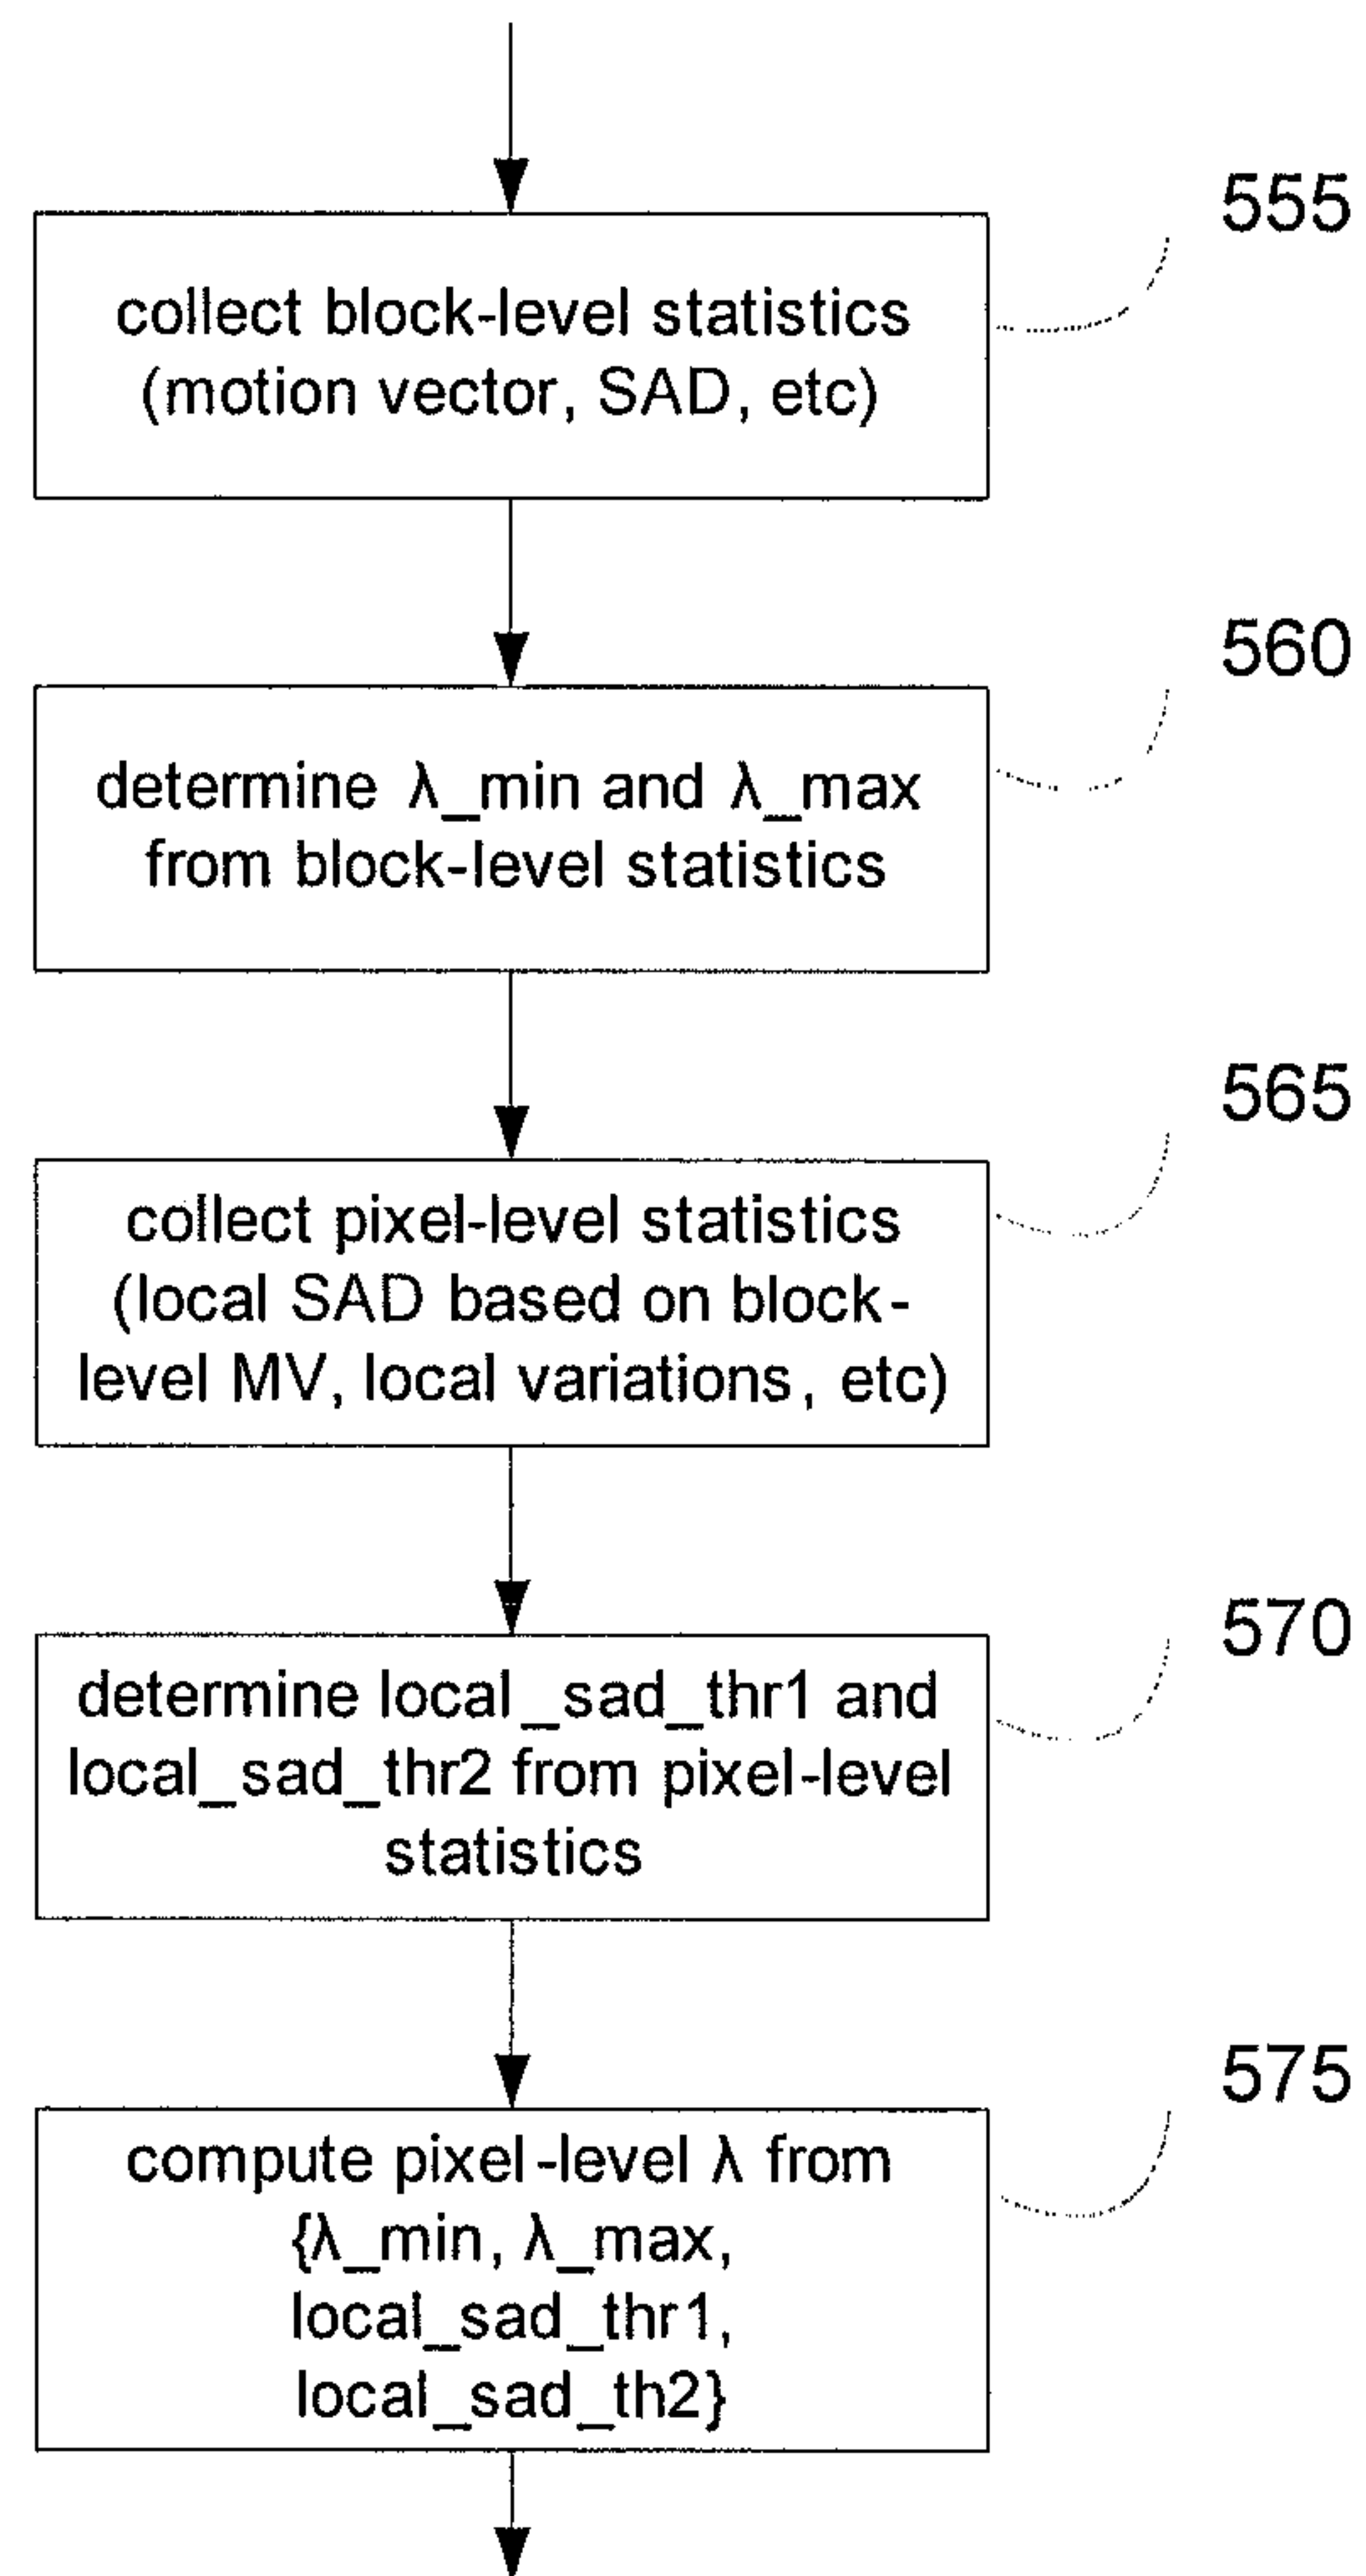 555
collect block-level statistics
(motion vector, SAD, etc)
560
determine λ_min and λ_max
from block-level statistics
565
collect pixel-level statistics
(local SAD based on block-
level MV, local variations, etc)
570
determine local_sad_thr1 and
local_sad_thr2 from pixel-level
statistics
575
compute pixel-level λ from
{λ_min, λ_max,
local_sad_thr1,
local_sad_th2}